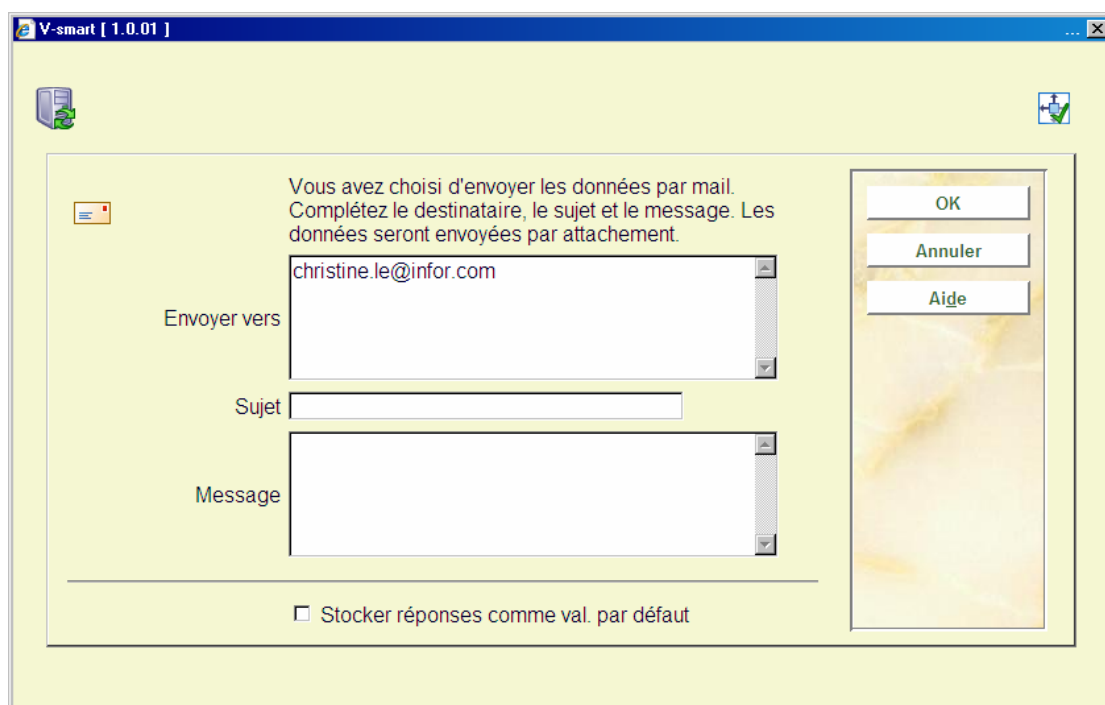 V-smart [ 1.0.01 ]
...
Vous avez choisi d'envoyer les données par mail.
Complétez le destinataire, le sujet et le message. Les
données seront envoyées par attachement.
Envoyer vers
christine.le@infor.com
Sujet
Message
Stocker réponses comme val. par défaut
OK
Annuler
Aide